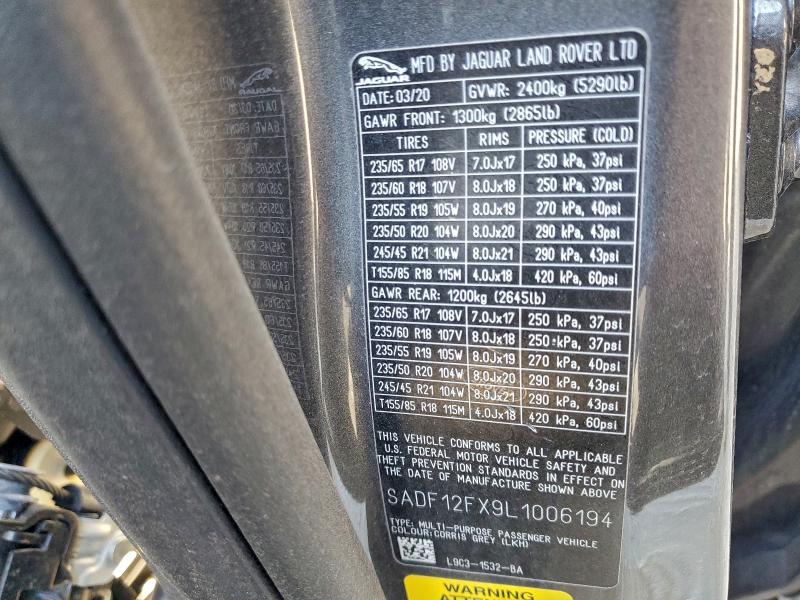 JAGUAR
MFD BY JAGUAR LAND ROVER LTD
DATE: 03/20 GVWR: 2400kg (5290lb)
GAWR FRONT: 1300kg (2865lb)
TIRES RIMS PRESSURE (COLD)
235/65 R17 108V 7.0Jx17 250 kPa, 37psi
235/60 R18 107V 8.0Jx18 250 kPa, 37psi
235/55 R19 105W 8.0Jx19 270 kPa, 40psi
235/50 R20 104W 8.0Jx20 290 kPa, 43psi
245/45 R21 104W 8.0Jx21 290 kPa, 43psi
T155/85 R18 115M 4.0Jx18 420 kPa, 60psi
GAWR REAR: 1200kg (2645lb)
235/65 R17 108V 7.0Jx17 250 kPa, 37psi
235/60 R18 107V 8.0Jx18 250 kPa, 37psi
235/55 R19 105W 8.0Jx19 270 kPa, 40psi
235/50 R20 104W 8.0Jx20 290 kPa, 43psi
245/45 R21 104W 8.0Jx21 290 kPa, 43psi
T155/85 R18 115M 4.0Jx18 420 kPa, 60psi
THIS VEHICLE CONFORMS TO ALL APPLICABLE
U.S. FEDERAL MOTOR VEHICLE SAFETY AND
THEFT PREVENTION STANDARDS IN EFFECT ON
THE DATE OF MANUFACTURE SHOWN ABOVE
SADF12FX9L1006194
TYPE: MULTI-PURPOSE PASSENGER VEHICLE
COLOUR:CORRIS GREY (LKH)
L9C3-1532-BA
WARNING